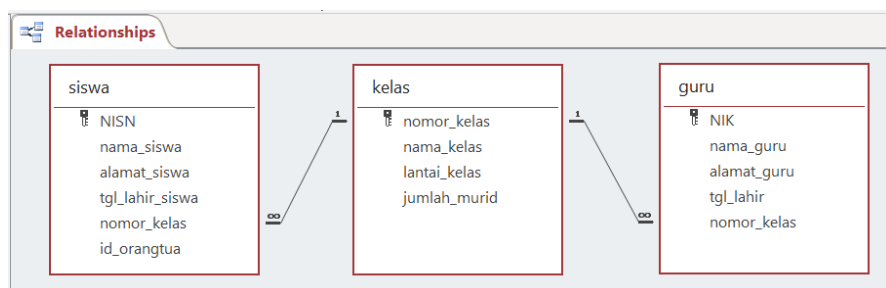 Relationships
siswa
NISN
nama_siswa
alamat_siswa
tgl_lahir_siswa
nomor_kelas
id_orangtua
1
∞
kelas
nomor_kelas
nama_kelas
lantai_kelas
jumlah_murid
1
∞
guru
NIK
nama_guru
alamat_guru
tgl_lahir
nomor_kelas